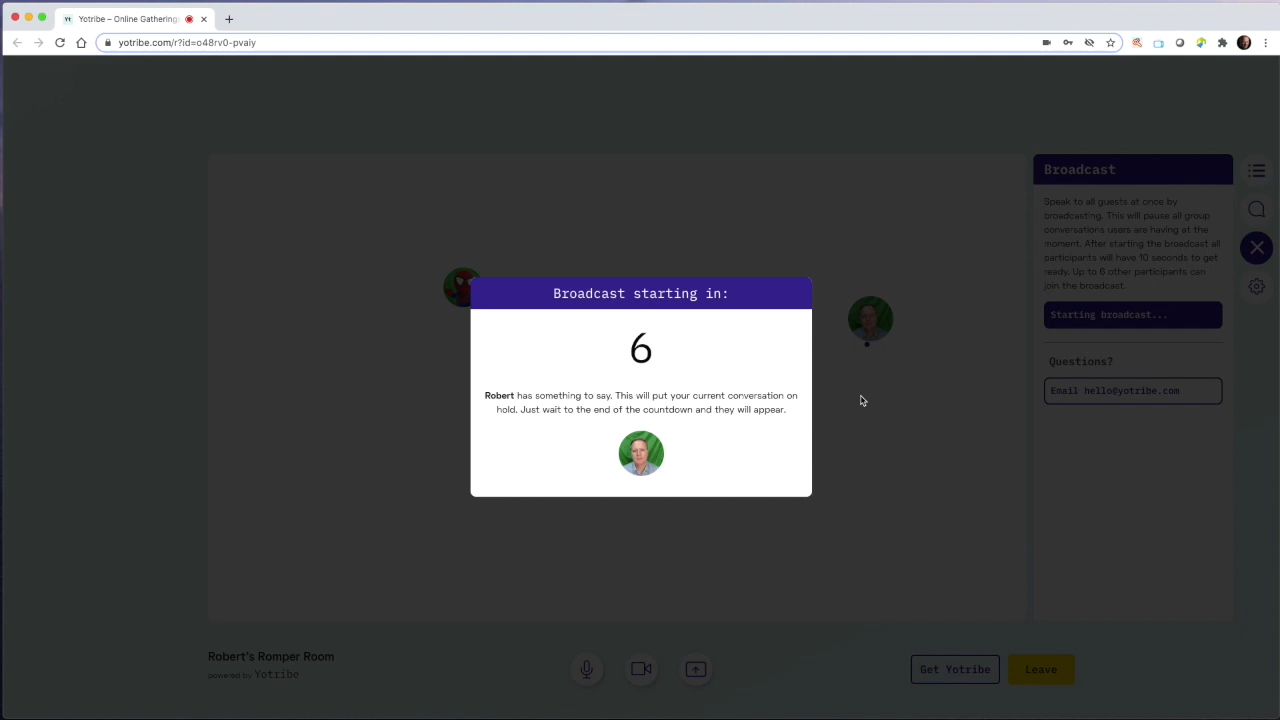 Yt Yotribe – Online Gathering
yotribe.com/r?id=o48rv0-pvaiy
Broadcast
Speak to all guests at once by
broadcasting. This will pause all group
conversations users are having at the
moment. After starting the broadcast all
participants will have 10 seconds to get
ready. Up to 6 other participants can
join the broadcast.
Starting broadcast...
Questions?
Email hello@yotribe.com
Broadcast starting in:
6
Robert has something to say. This will put your current conversation on
hold. Just wait to the end of the countdown and they will appear.
Robert's Romper Room
powered by Yotribe
Get Yotribe
Leave